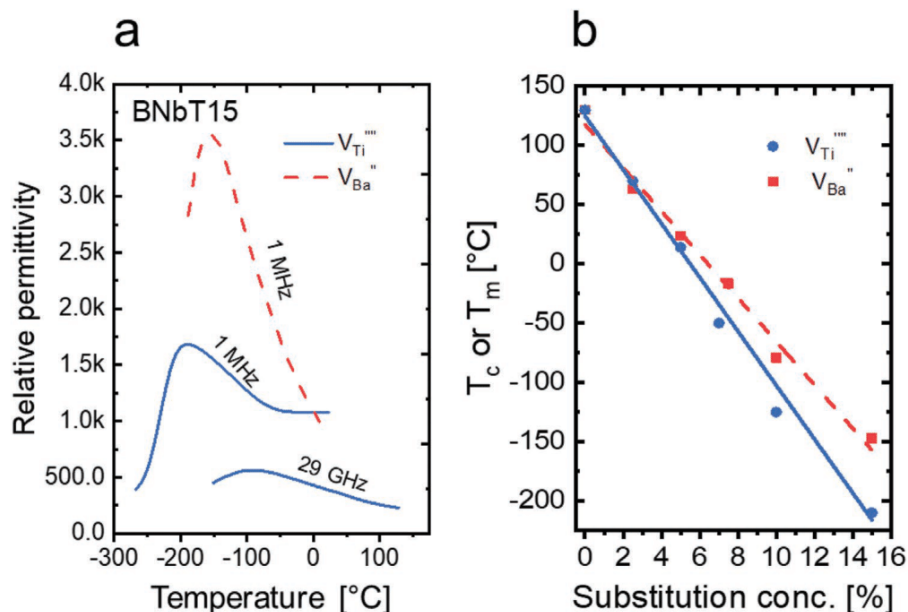 a
BNbT15
V_Ti''''
V_Ba''
1 MHz
1 MHz
29 GHz
4.0k
3.5k
3.0k
2.5k
2.0k
1.5k
1.0k
500.0
0.0
Relative permittivity
-300 -200 -100 0 100
Temperature [°C]
b
V_Ti''''
V_Ba''
150
100
50
0
-50
-100
-150
-200
T_c or T_m [°C]
0 2 4 6 8 10 12 14 16
Substitution conc. [%]